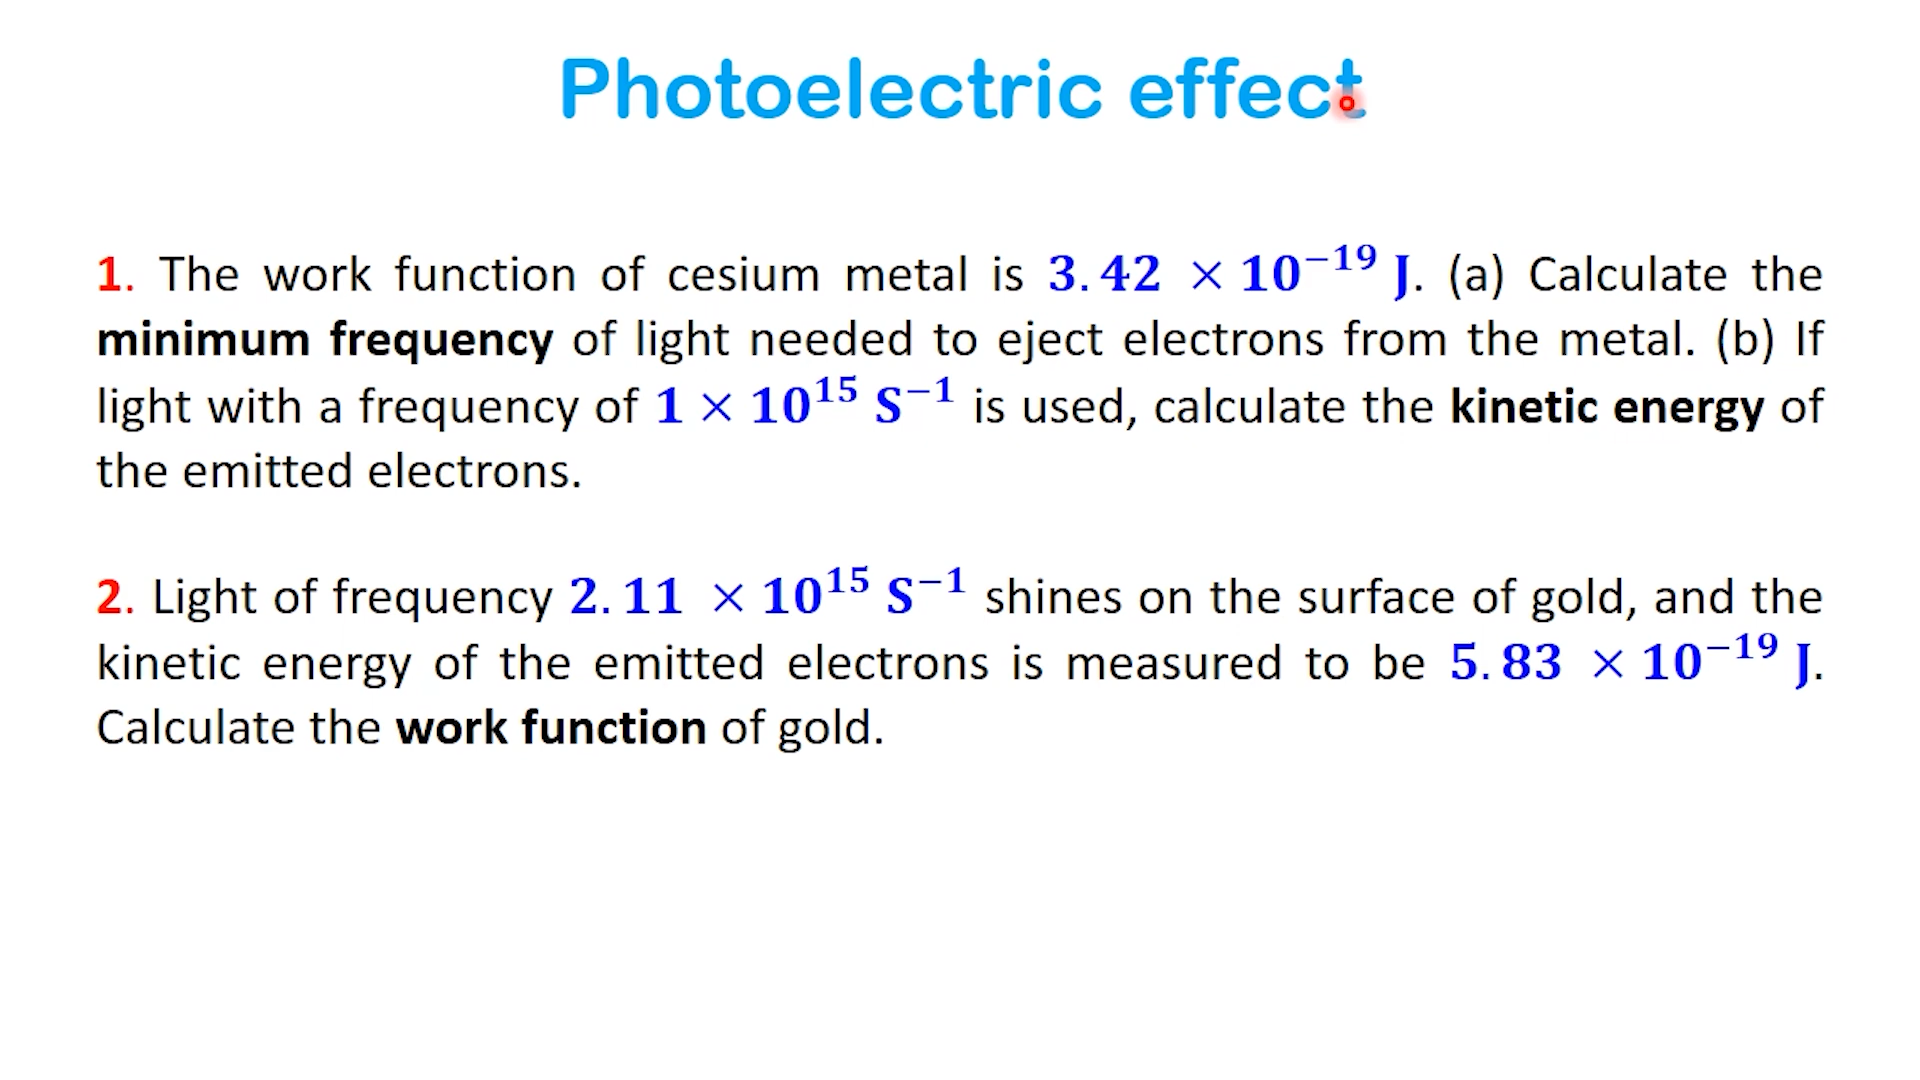 Photoelectric effect
1. The work function of cesium metal is 3.42 × 10⁻¹⁹ J. (a) Calculate the
minimum frequency of light needed to eject electrons from the metal. (b) If
light with a frequency of 1 × 10¹⁵ S⁻¹ is used, calculate the kinetic energy of
the emitted electrons.
2. Light of frequency 2.11 × 10¹⁵ S⁻¹ shines on the surface of gold, and the
kinetic energy of the emitted electrons is measured to be 5.83 × 10⁻¹⁹ J.
Calculate the work function of gold.